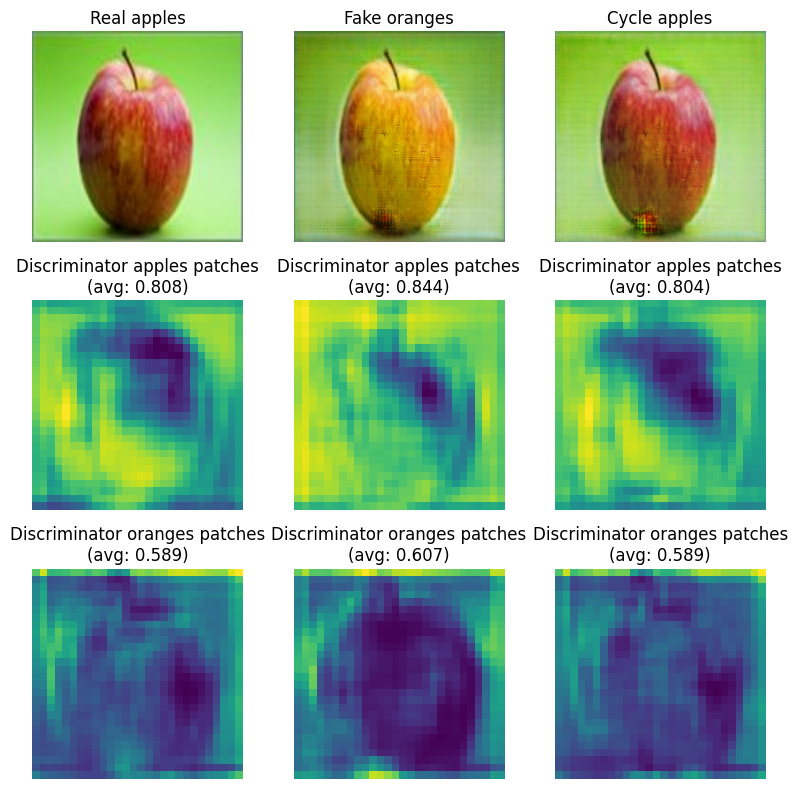 Real apples
Fake oranges
Cycle apples
Discriminator apples patches
(avg: 0.808)
Discriminator apples patches
(avg: 0.844)
Discriminator apples patches
(avg: 0.804)
Discriminator oranges patches
(avg: 0.589)
Discriminator oranges patches
(avg: 0.607)
Discriminator oranges patches
(avg: 0.589)